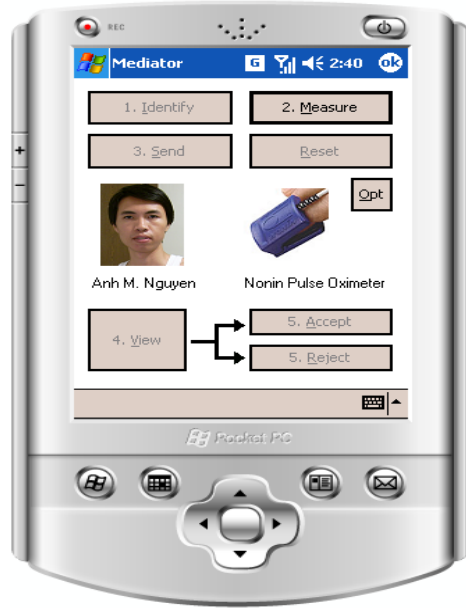 REC
Mediator G 2:40 ok
1. Identify 2. Measure
3. Send Reset
Opt
Anh M. Nguyen Nonin Pulse Oximeter
4. View
5. Accept
5. Reject
Pocket PC